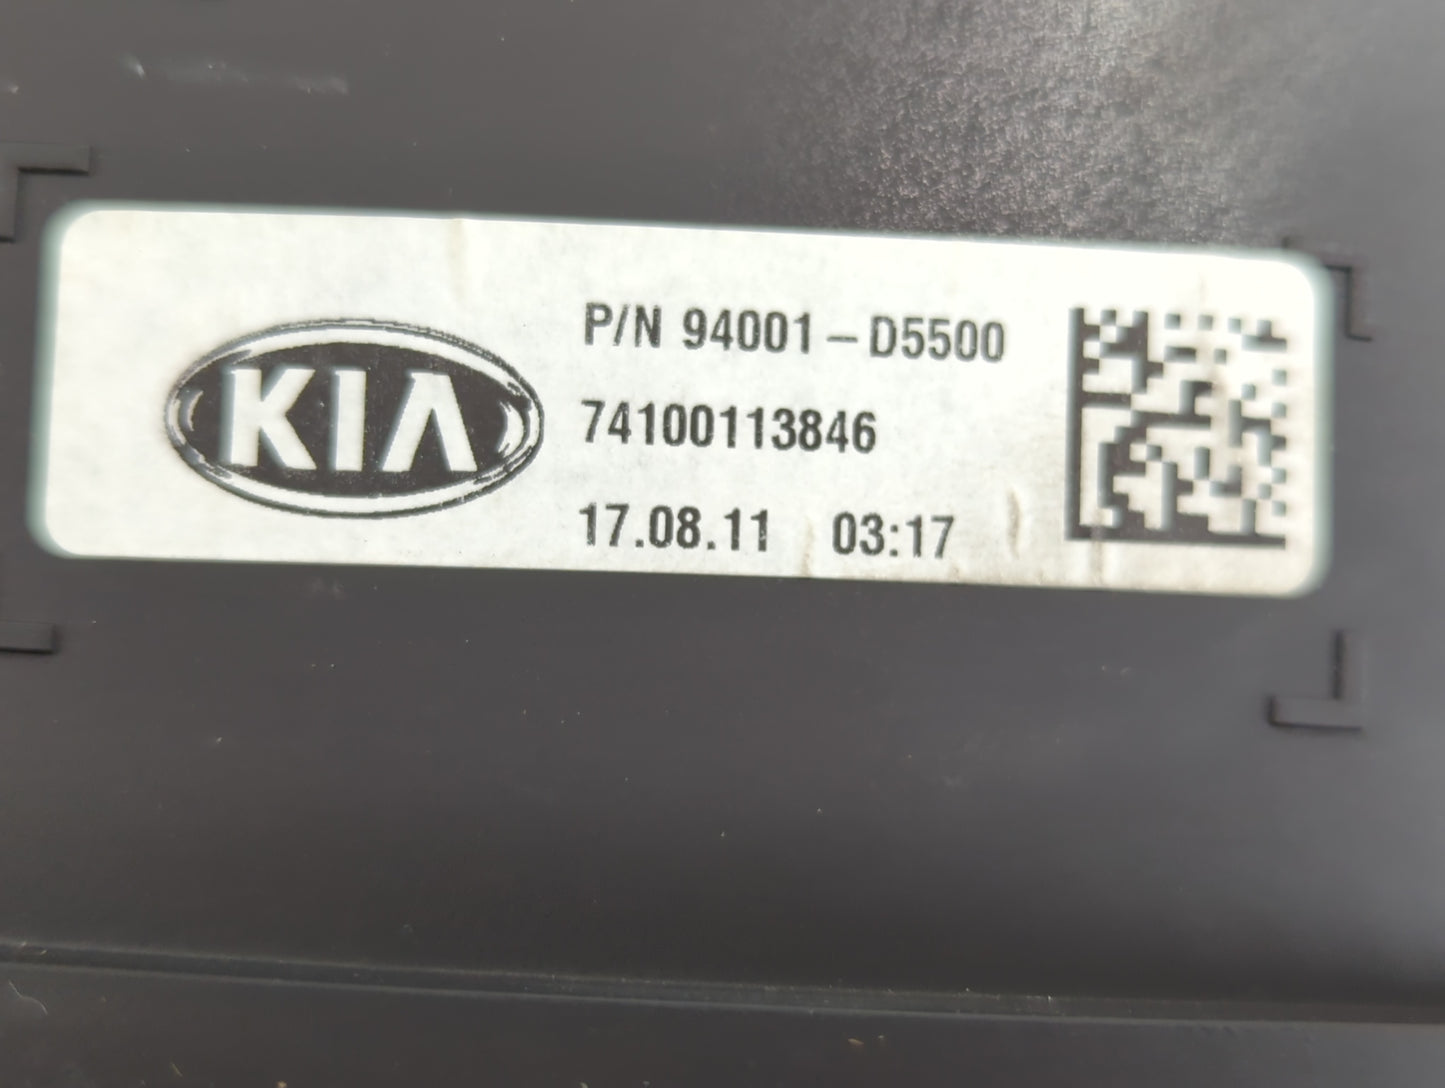 KIA
P/N 94001-D5500
74100113846
17.08.11 03:17